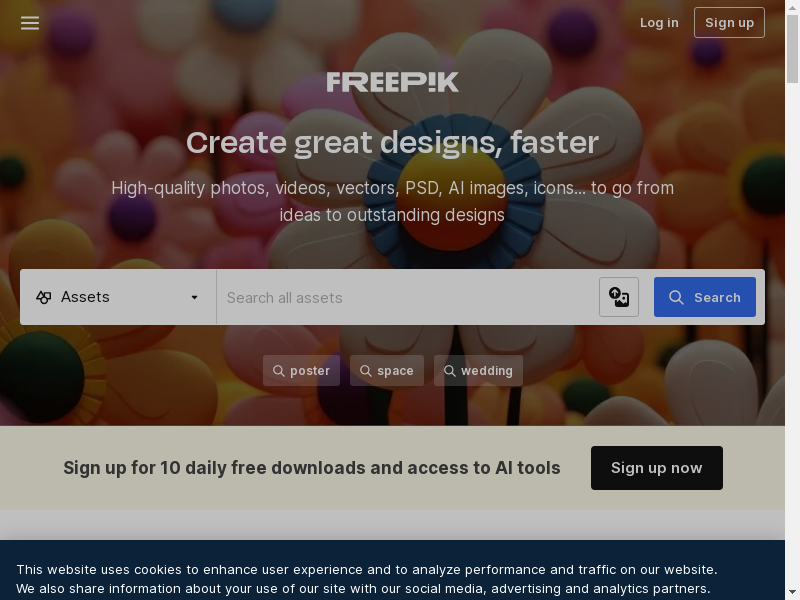 Log in
Sign up
FREEPIK
Create great designs, faster
High-quality photos, videos, vectors, PSD, AI images, icons... to go from
ideas to outstanding designs
Assets
Search all assets
Search
poster
space
wedding
Sign up for 10 daily free downloads and access to AI tools
Sign up now
This website uses cookies to enhance user experience and to analyze performance and traffic on our website.
We also share information about your use of our site with our social media, advertising and analytics partners.